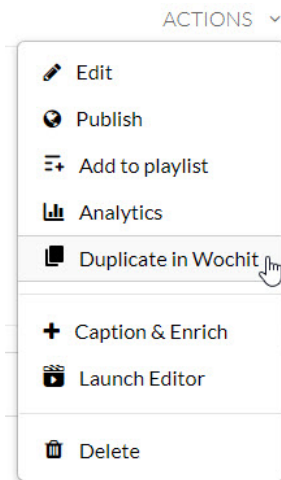 ACTIONS
Edit
Publish
Add to playlist
Analytics
Duplicate in Wochit
Caption & Enrich
Launch Editor
Delete